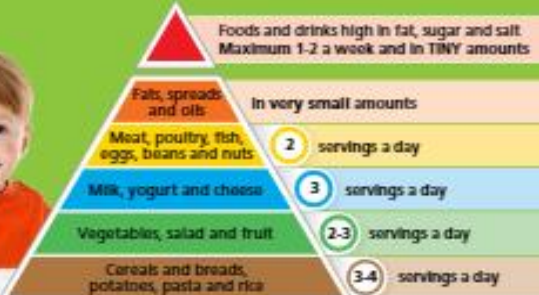 Foods and drinks high in fat, sugar and salt
Maximum 1-2 a week and in TINY amounts
Fats, spreads
and oils
In very small amounts
Meat, poultry, fish,
eggs, beans and nuts
2 servings a day
Milk, yogurt and cheese
3 servings a day
Vegetables, salad and fruit
2-3 servings a day
Cereals and breads,
potatoes, pasta and rice
3-4 servings a day